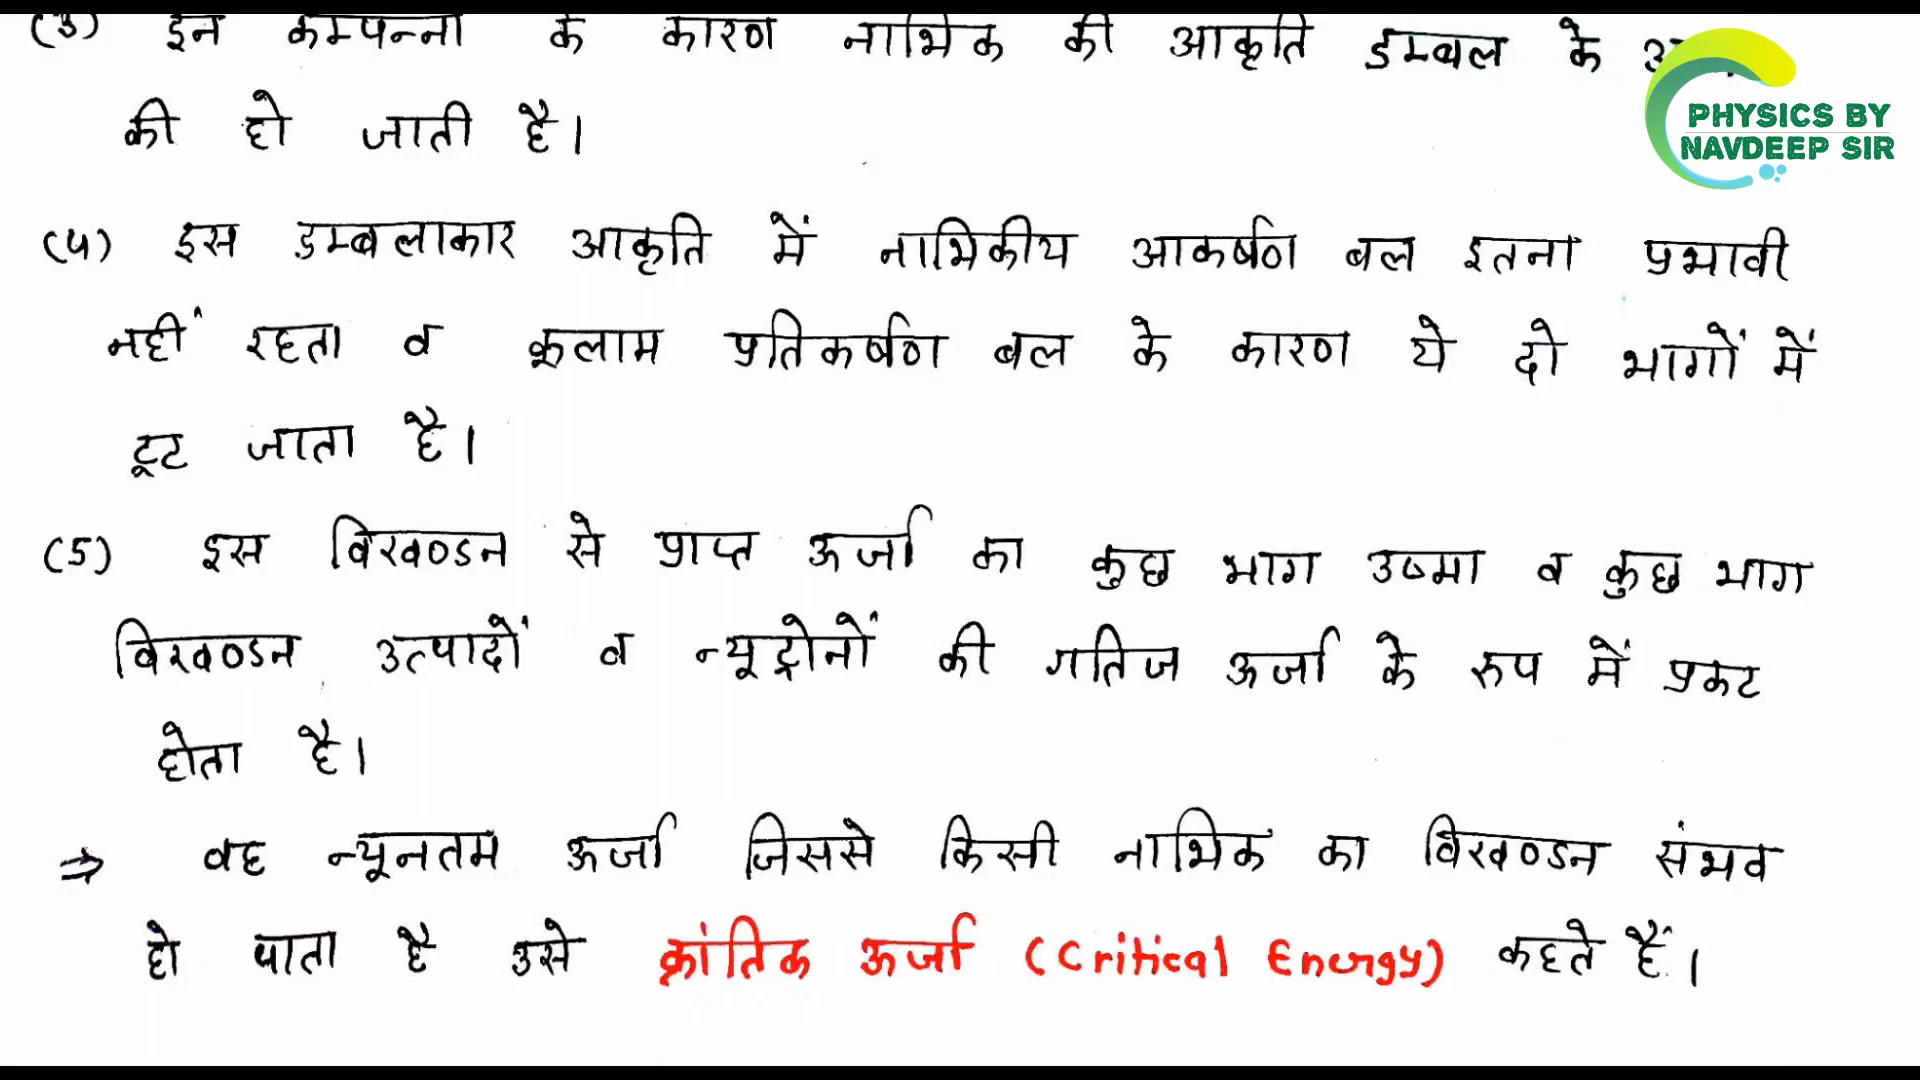 (3) इन कम्पन्नो के कारण नाभिक की आकृति डम्बल के
की हो जाती है।
(4) इस डम्बलाकार आकृति में नाभिकीय आकर्षण बल इतना प्रभावी
नहीं रहता व कूलाम प्रतिकर्षण बल के कारण ये दो भागों में
टूट जाता है।
(5) इस विखण्डन से प्राप्त ऊर्जा का कुछ भाग उष्मा व कुछ भाग
विखण्डन उत्पादों व न्यूट्रोनों की गतिज ऊर्जा के रूप में प्रकट
होता है।
⇒ वह न्यूनतम ऊर्जा जिससे किसी नाभिक का विखण्डन संभव
हो पाता है उसे क्रांतिक ऊर्जा (Critical Energy) कहते हैं।
PHYSICS BY
NAVDEEP SIR